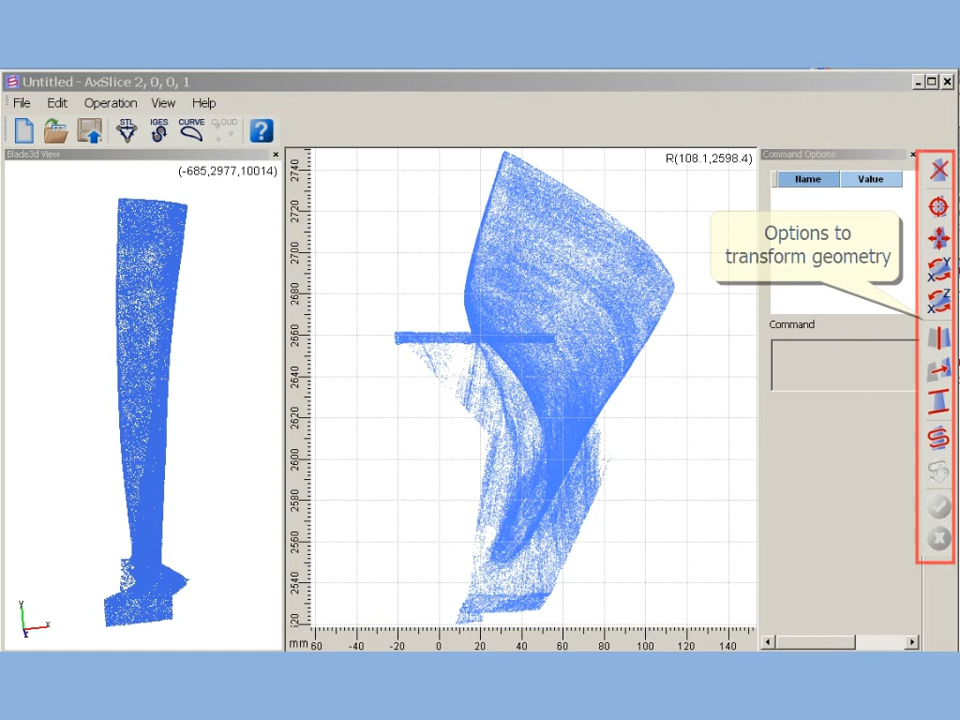 Untitled - AxSlice 2, 0, 0, 1
File Edit Operation View Help
STL IGES CURVE CLOUD ?
Blade3d View
(-685,2977,10014)
R(108.1,2598.4)
Command Options
Name Value
Options to
transform geometry
Command
2740
2720
2700
2680
2660
2640
2620
2600
2580
2560
2540
mm 60 -40 -20 0 20 40 60 80 100 120 140
Y
X
X Y
X Z